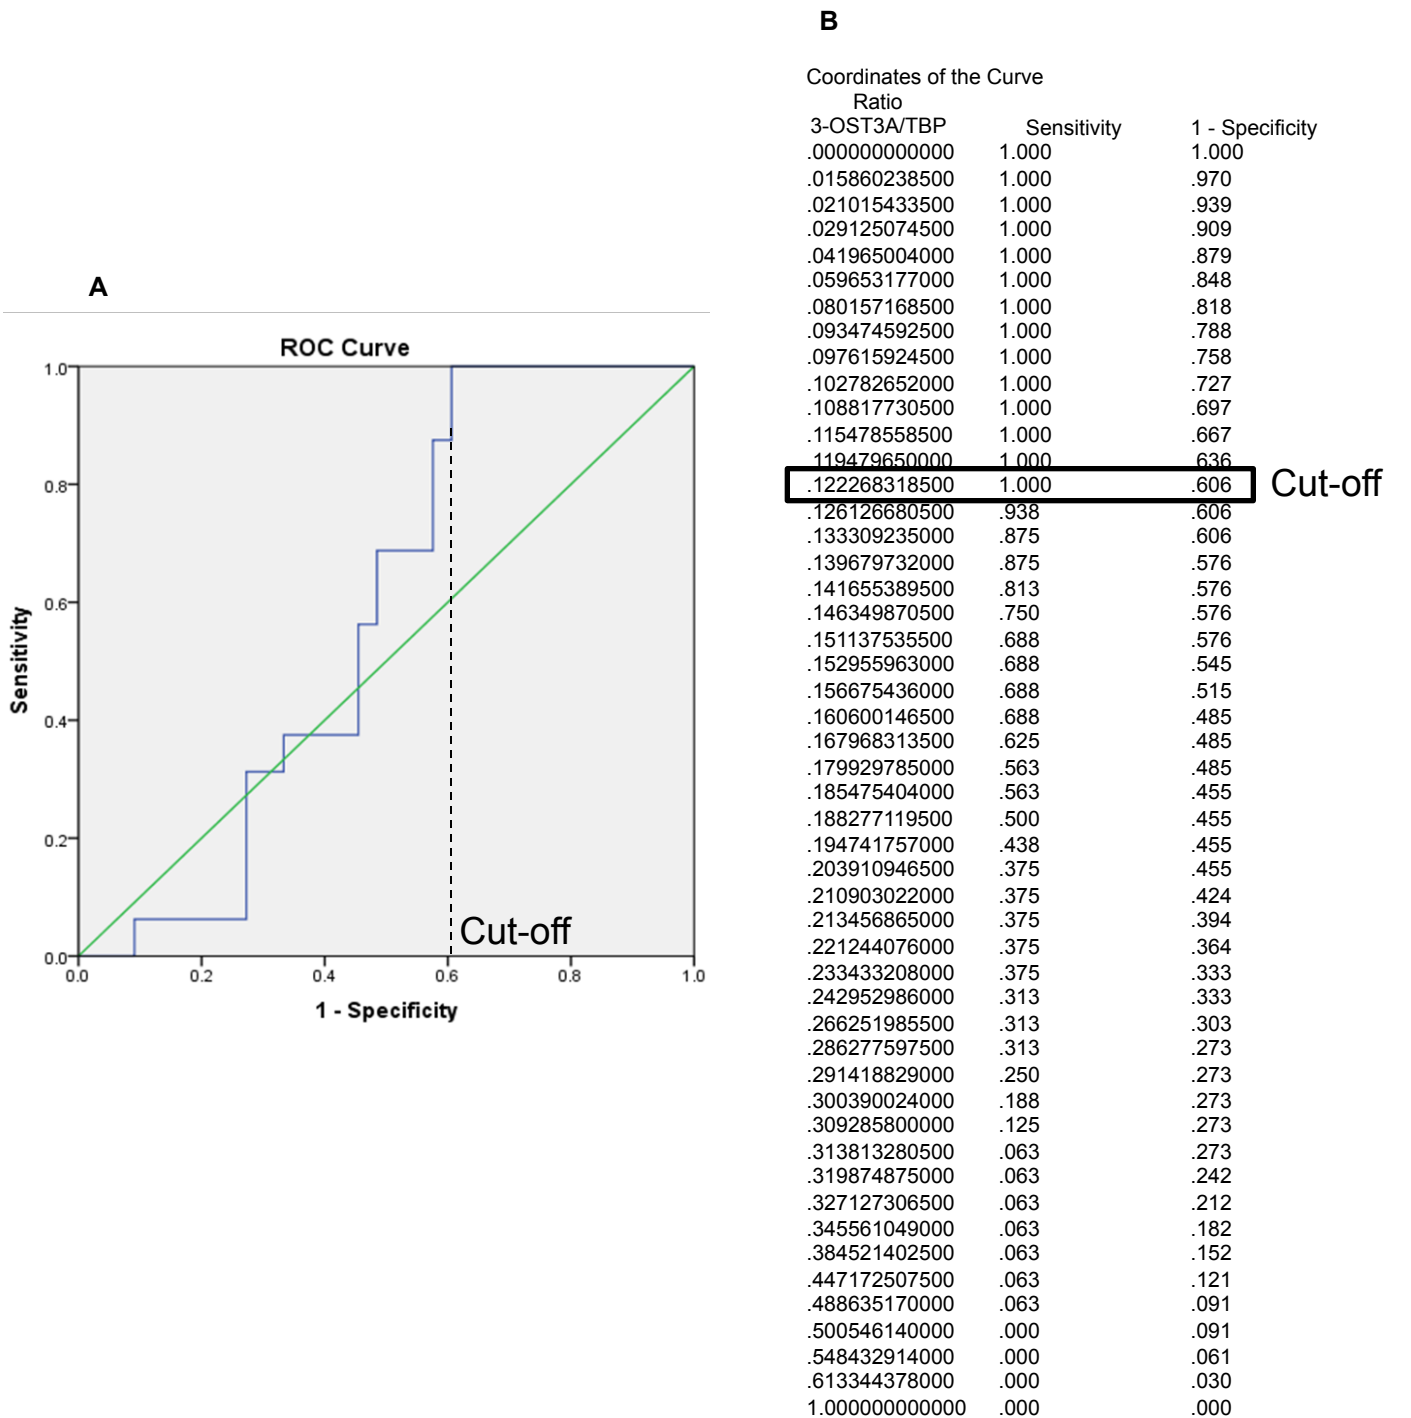 A
ROC Curve
1.0
0.8
0.6
0.4
0.2
0.0
Sensitivity
Cut-off
0.0 0.2 0.4 0.6 0.8 1.0
1 - Specificity
B
Coordinates of the Curve
Ratio
3-OST3A/TBP Sensitivity 1 - Specificity
.000000000000 1.000 1.000
.015860238500 1.000 .970
.021015433500 1.000 .939
.029125074500 1.000 .909
.041965004000 1.000 .879
.059653177000 1.000 .848
.080157168500 1.000 .818
.093474592500 1.000 .788
.097615924500 1.000 .758
.102782652000 1.000 .727
.108817730500 1.000 .697
.115478558500 1.000 .667
.119479650000 1.000 .636
.122268318500 1.000 .606 Cut-off
.126126680500 .938 .606
.133309235000 .875 .606
.139679732000 .875 .576
.141655389500 .813 .576
.146349870500 .750 .576
.151137535500 .688 .576
.152955963000 .688 .545
.156675436000 .688 .515
.160600146500 .688 .485
.167968313500 .625 .485
.179929785000 .563 .485
.185475404000 .563 .455
.188277119500 .500 .455
.194741757000 .438 .455
.203910946500 .375 .455
.210903022000 .375 .424
.213456865000 .375 .394
.221244076000 .375 .364
.233433208000 .375 .333
.242952986000 .313 .333
.266251985500 .313 .303
.286277597500 .313 .273
.291418829000 .250 .273
.300390024000 .188 .273
.309285800000 .125 .273
.313813280500 .063 .273
.319874875000 .063 .242
.327127306500 .063 .212
.345561049000 .063 .182
.384521402500 .063 .152
.447172507500 .063 .121
.488635170000 .063 .091
.500546140000 .000 .091
.548432914000 .000 .061
.613344378000 .000 .030
1.000000000000 .000 .000